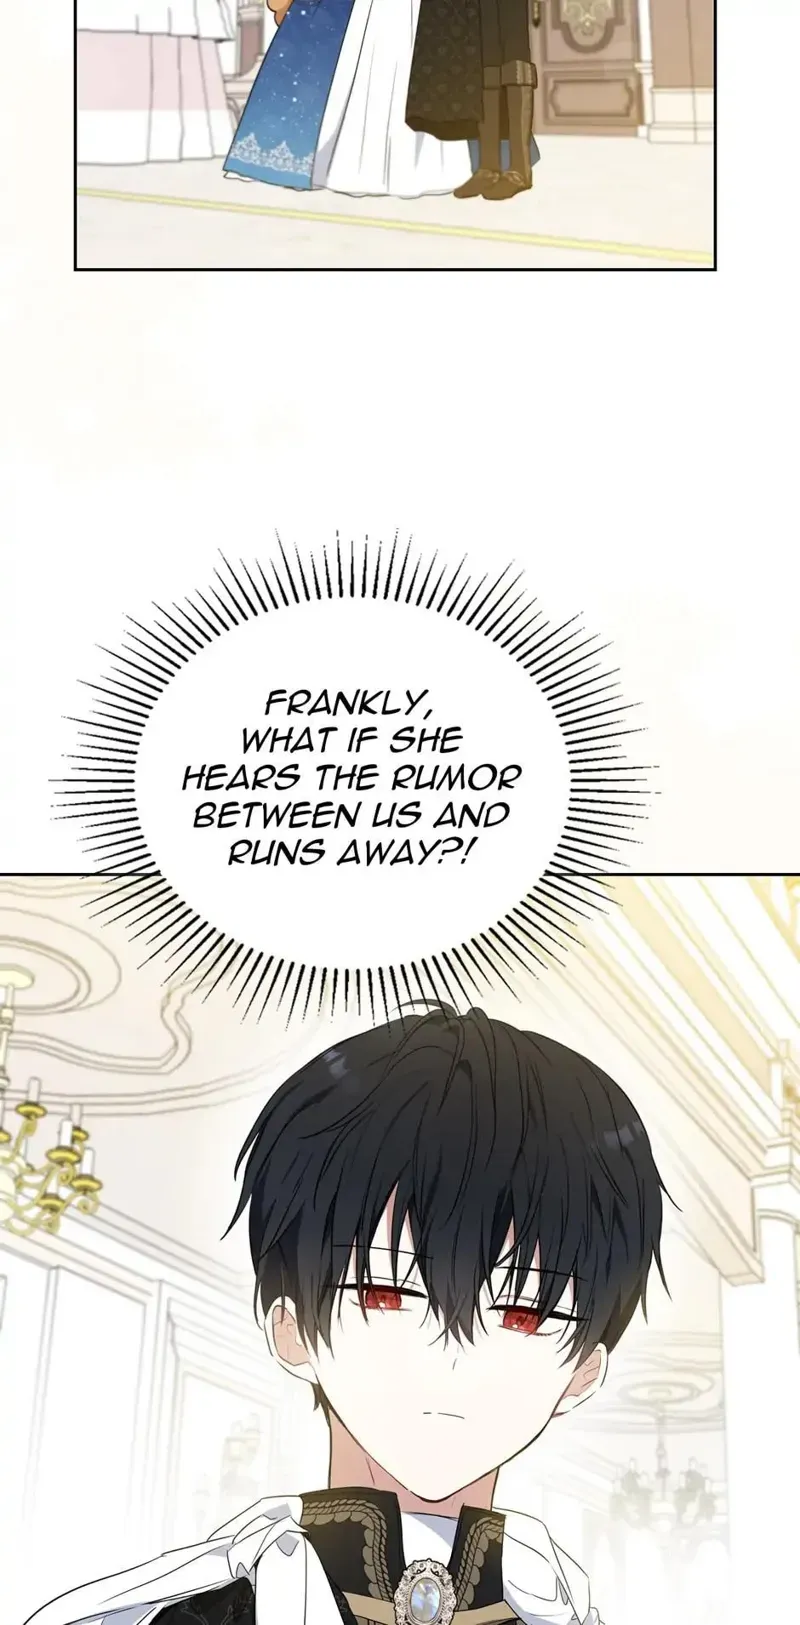 FRANKLY,
WHAT IF SHE
HEARS THE RUMOR
BETWEEN US AND
RUNS AWAY?!